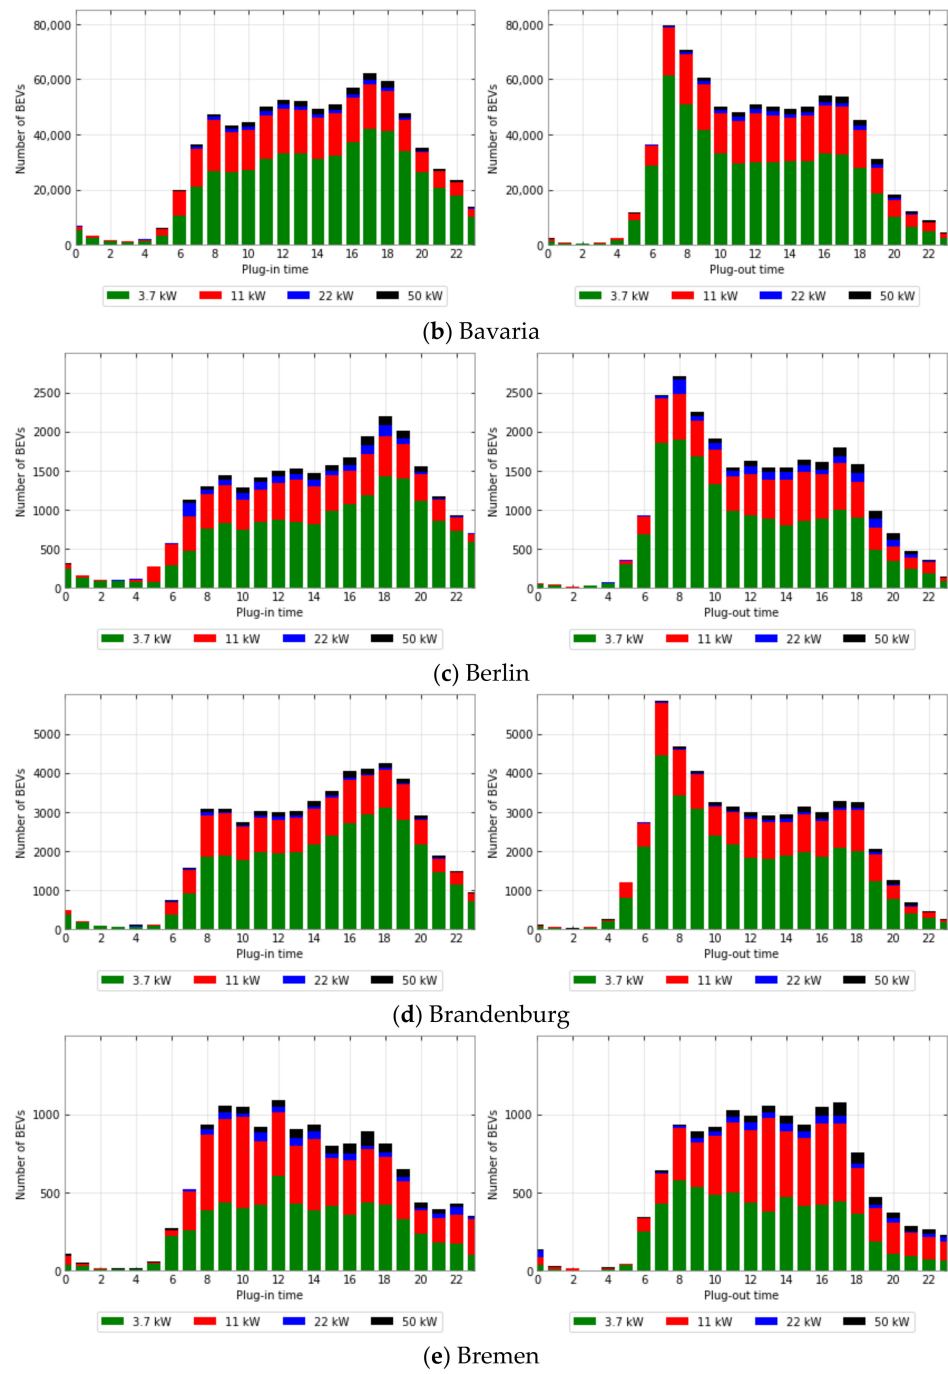 80,000
60,000
40,000
20,000
0
Number of BEVs
0 2 4 6 8 10 12 14 16 18 20 22
Plug-in time
3.7 kW 11 kW 22 kW 50 kW
80,000
60,000
40,000
20,000
0
Number of BEVs
0 2 4 6 8 10 12 14 16 18 20 22
Plug-out time
3.7 kW 11 kW 22 kW 50 kW
(b) Bavaria
2500
2000
1500
1000
500
0
Number of BEVs
0 2 4 6 8 10 12 14 16 18 20 22
Plug-in time
3.7 kW 11 kW 22 kW 50 kW
2500
2000
1500
1000
500
0
Number of BEVs
0 2 4 6 8 10 12 14 16 18 20 22
Plug-out time
3.7 kW 11 kW 22 kW 50 kW
(c) Berlin
5000
4000
3000
2000
1000
0
Number of BEVs
0 2 4 6 8 10 12 14 16 18 20 22
Plug-in time
3.7 kW 11 kW 22 kW 50 kW
5000
4000
3000
2000
1000
0
Number of BEVs
0 2 4 6 8 10 12 14 16 18 20 22
Plug-out time
3.7 kW 11 kW 22 kW 50 kW
(d) Brandenburg
1000
500
0
Number of BEVs
0 2 4 6 8 10 12 14 16 18 20 22
Plug-in time
3.7 kW 11 kW 22 kW 50 kW
1000
500
0
Number of BEVs
0 2 4 6 8 10 12 14 16 18 20 22
Plug-out time
3.7 kW 11 kW 22 kW 50 kW
(e) Bremen